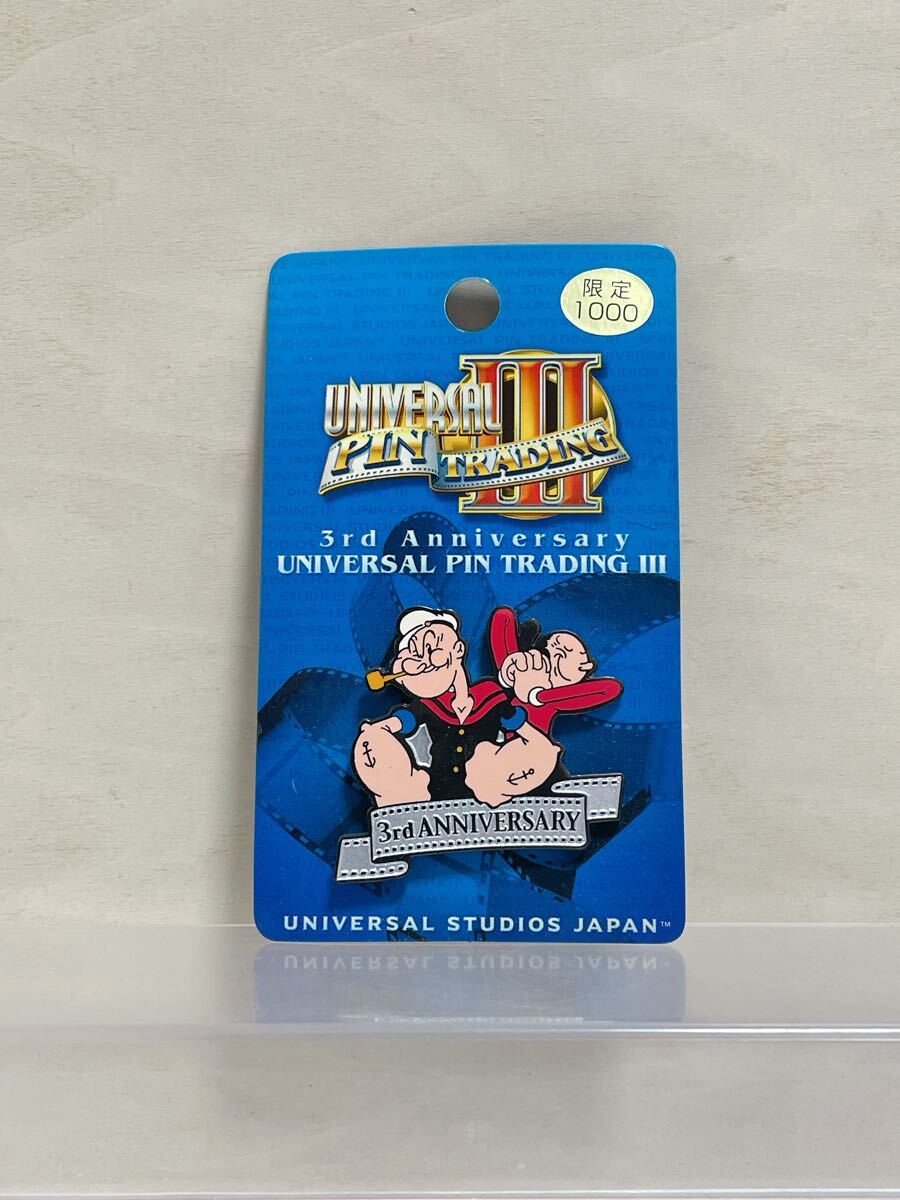 限定
1000
UNIVERSAL III
PIN TRADING
3rd Anniversary
UNIVERSAL PIN TRADING III
3rd ANNIVERSARY
UNIVERSAL STUDIOS JAPAN™